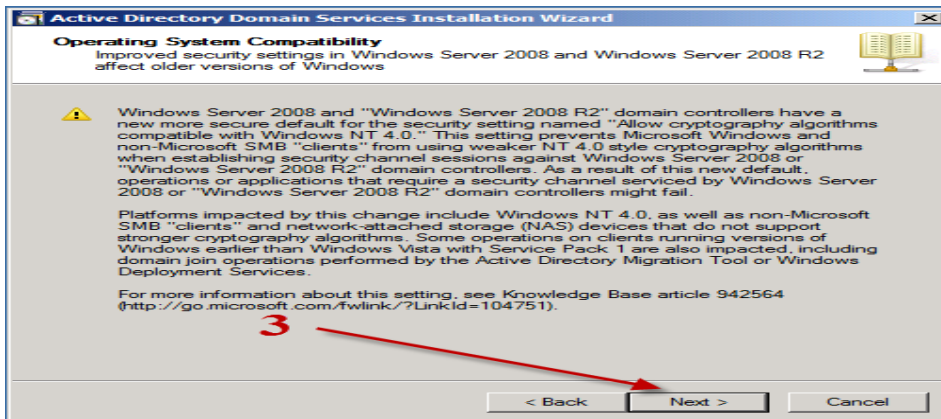 Active Directory Domain Services Installation Wizard
Operating System Compatibility
Improved security settings in Windows Server 2008 and Windows Server 2008 R2
affect older versions of Windows
Windows Server 2008 and "Windows Server 2008 R2" domain controllers have a
new more secure default for the security setting named "Allow cryptography algorithms
compatible with Windows NT 4.0." This setting prevents Microsoft Windows and
non-Microsoft SMB "clients" from using weaker NT 4.0 style cryptography algorithms
when establishing security channel sessions against Windows Server 2008 or
"Windows Server 2008 R2" domain controllers. As a result of this new default,
operations or applications that require a security channel serviced by Windows Server
2008 or "Windows Server 2008 R2" domain controllers might fail.
Platforms impacted by this change include Windows NT 4.0, as well as non-Microsoft
SMB "clients" and network-attached storage (NAS) devices that do not support
stronger cryptography algorithms. Some operations on clients running versions of
Windows earlier than Windows Vista with Service Pack 1 are also impacted, including
domain join operations performed by the Active Directory Migration Tool or Windows
Deployment Services.
For more information about this setting, see Knowledge Base article 942564
(http://go.microsoft.com/fwlink/?LinkId=104751).
3
< Back Next > Cancel